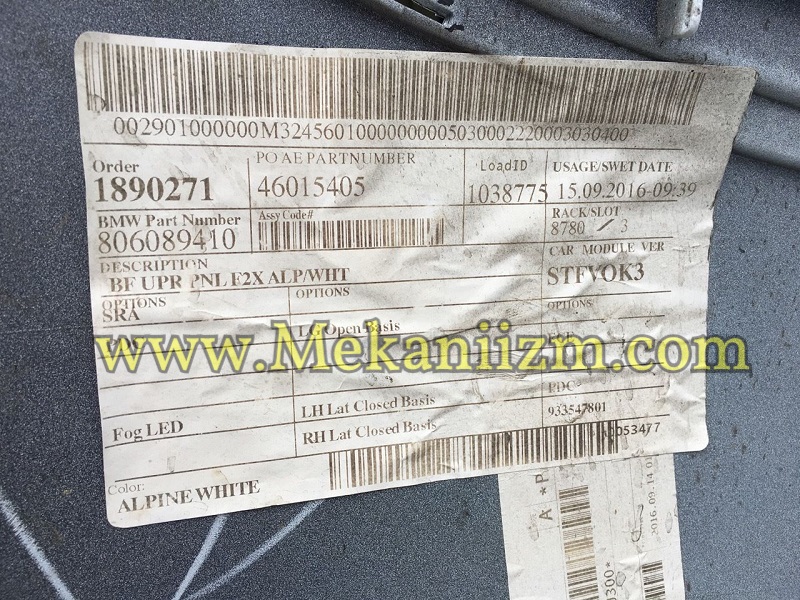 002901000000M32456010000000005030002220003030400
Order PO AE PARTNUMBER LoadID USAGE/SWET DATE
1890271 46015405 1038775 15.09.2016-09:39
BMW Part Number Assy Code# RACK/SLOT
806089410 8780 / 3
DESCRIPTION CAR MODULE VER
BF UPR PNL F2X ALP/WHT STFVOK3
OPTIONS OPTIONS OPTIONS
SRA
LG Open Basis
www.Mekaniizm.com
PDC
LH Lat Closed Basis 933547801
Fog LED RH Lat Closed Basis
Color:
ALPINE WHITE
A *P